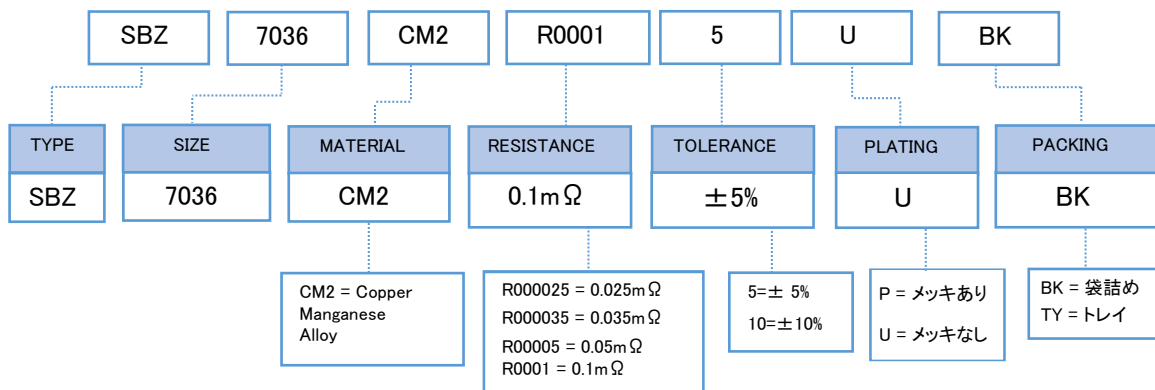 SBZ 7036 CM2 R0001 5 U BK
TYPE SIZE MATERIAL RESISTANCE TOLERANCE PLATING PACKING
SBZ 7036 CM2 0.1mΩ ±5% U BK
CM2 = Copper
Manganese
Alloy
R000025 = 0.025mΩ
R000035 = 0.035mΩ
R00005 = 0.05mΩ
R0001 = 0.1mΩ
5=± 5%
10=±10%
P = メッキあり
U = メッキなし
BK = 袋詰め
TY = トレイ